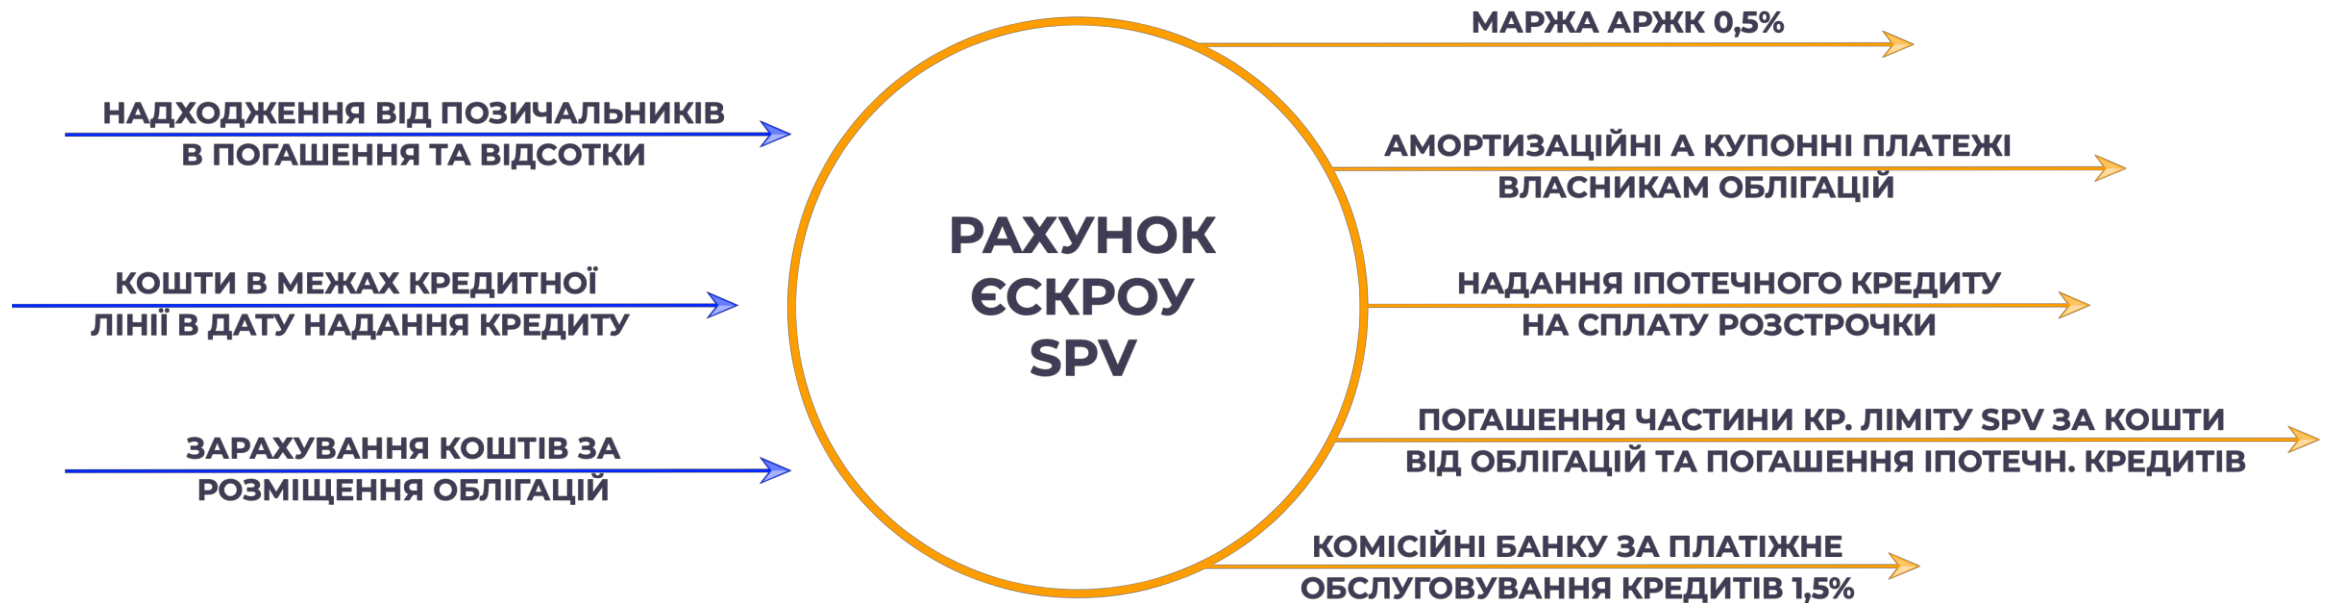 НАДХОДЖЕННЯ ВІД ПОЗИЧАЛЬНИКІВ
В ПОГАШЕННЯ ТА ВІДСОТКИ
КОШТИ В МЕЖАХ КРЕДИТНОЇ
ЛІНІЇ В ДАТУ НАДАННЯ КРЕДИТУ
ЗАРАХУВАННЯ КОШТІВ ЗА
РОЗМІЩЕННЯ ОБЛІГАЦІЙ
РАХУНОК
ЄСКРОУ
SPV
МАРЖА АРЖК 0,5%
АМОРТИЗАЦІЙНІ А КУПОННІ ПЛАТЕЖІ
ВЛАСНИКАМ ОБЛІГАЦІЙ
НАДАННЯ ІПОТЕЧНОГО КРЕДИТУ
НА СПЛАТУ РОЗСТРОЧКИ
ПОГАШЕННЯ ЧАСТИНИ КР. ЛІМІТУ SPV ЗА КОШТИ
ВІД ОБЛІГАЦІЙ ТА ПОГАШЕННЯ ІПОТЕЧН. КРЕДИТІВ
КОМІСІЙНІ БАНКУ ЗА ПЛАТІЖНЕ
ОБСЛУГОВУВАННЯ КРЕДИТІВ 1,5%